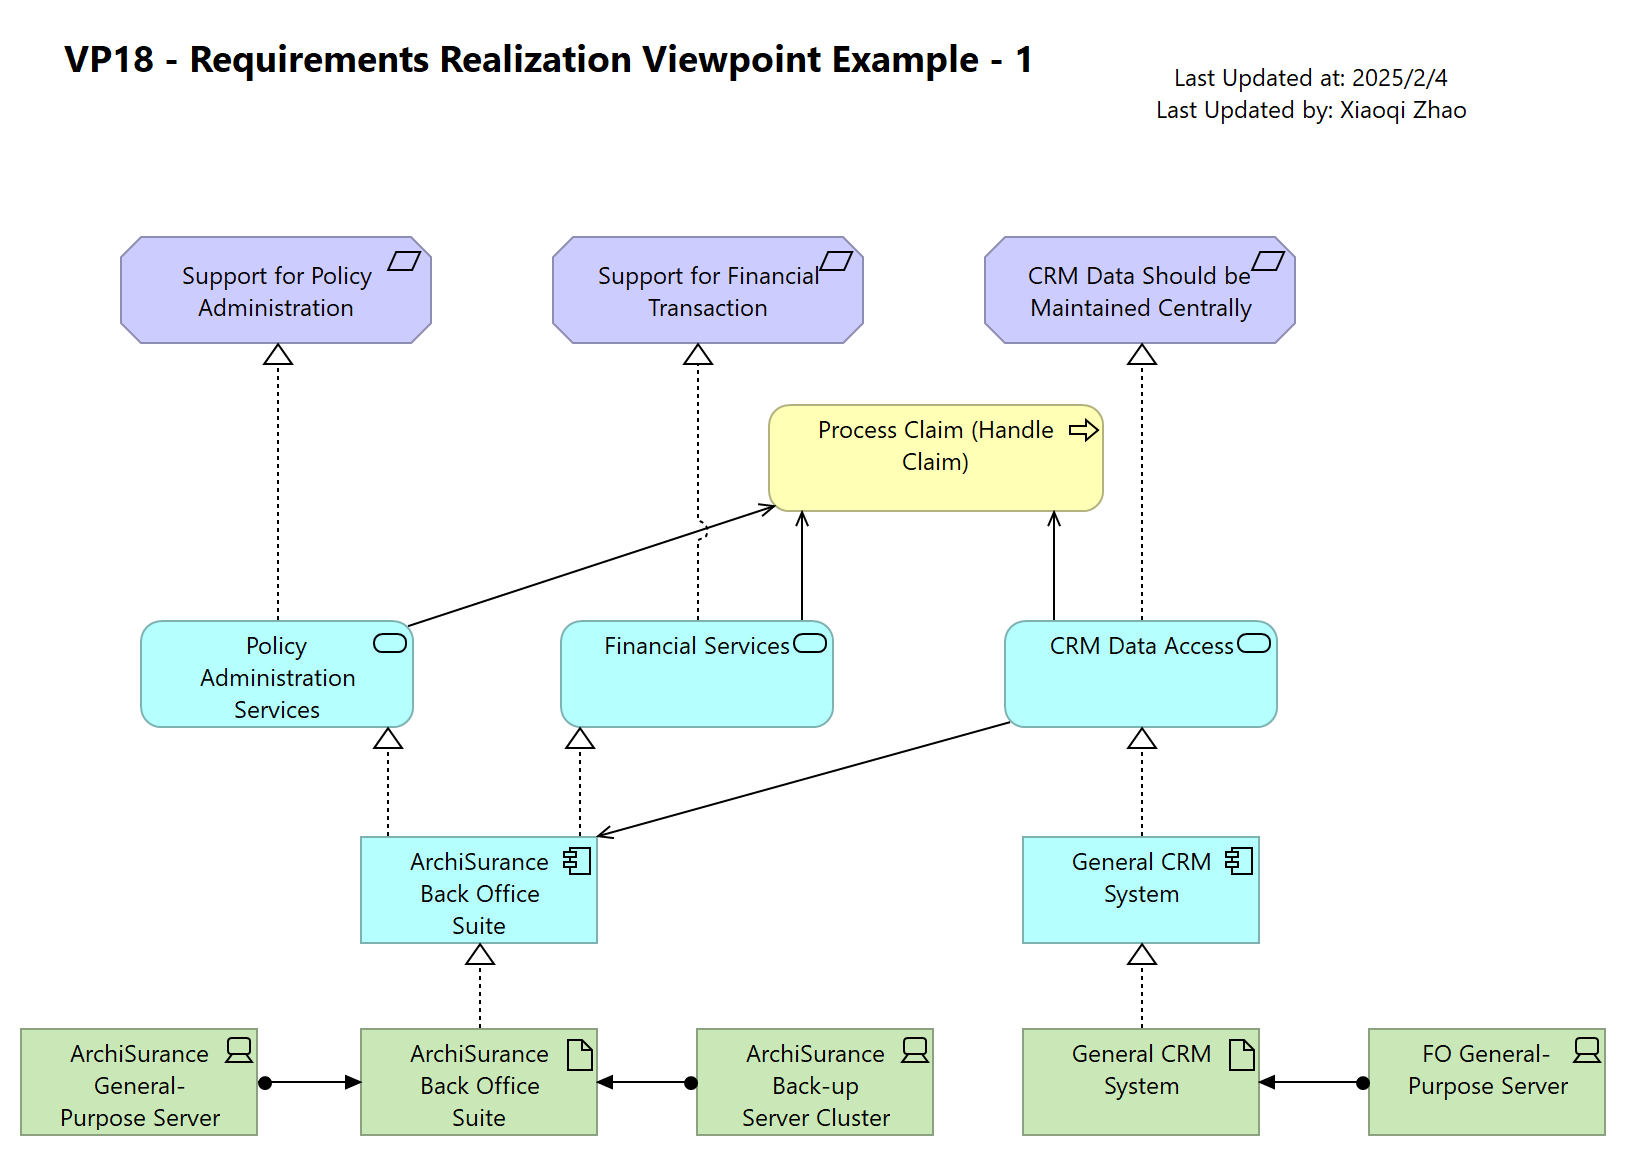 VP18 - Requirements Realization Viewpoint Example - 1
Last Updated at: 2025/2/4
Last Updated by: Xiaoqi Zhao
Support for Policy
Administration
Support for Financial
Transaction
CRM Data Should be
Maintained Centrally
Process Claim (Handle
Claim)
Policy
Administration
Services
Financial Services
CRM Data Access
ArchiSurance
Back Office
Suite
General CRM
System
ArchiSurance
General-
Purpose Server
ArchiSurance
Back Office
Suite
ArchiSurance
Back-up
Server Cluster
General CRM
System
FO General-
Purpose Server